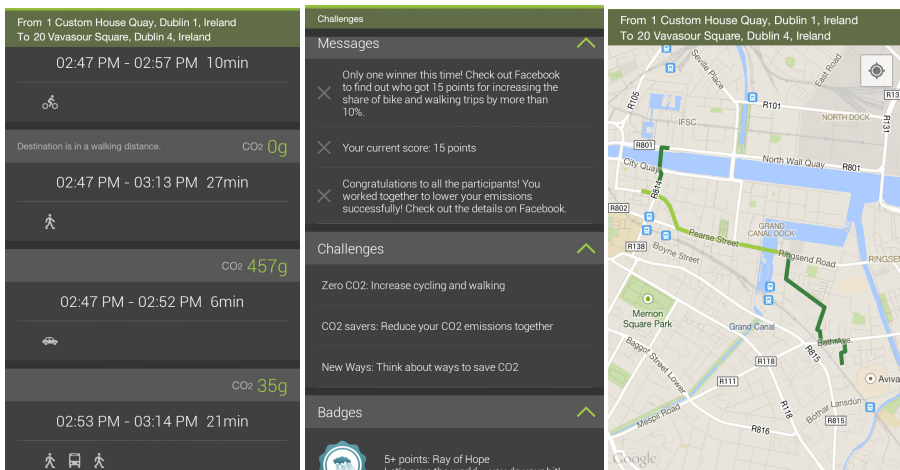 From 1 Custom House Quay, Dublin 1, Ireland
To 20 Vavasour Square, Dublin 4, Ireland
02:47 PM - 02:57 PM 10min
Destination is in a walking distance. CO2 0g
02:47 PM - 03:13 PM 27min
CO2 457g
02:47 PM - 02:52 PM 6min
CO2 35g
02:53 PM - 03:14 PM 21min
Challenges
Messages
Only one winner this time! Check out Facebook
to find out who got 15 points for increasing the
share of bike and walking trips by more than
10%.
Your current score: 15 points
Congratulations to all the participants! You
worked together to lower your emissions
successfully! Check out the details on Facebook.
Challenges
Zero CO2: Increase cycling and walking
CO2 savers: Reduce your CO2 emissions together
New Ways: Think about ways to save CO2
Badges
5+ points: Ray of Hope
From 1 Custom House Quay, Dublin 1, Ireland
To 20 Vavasour Square, Dublin 4, Ireland
Seville Place
East Road
R105
R101
R13
IFSC
NORTH DOCK
R131
R801
North Wall Quay
R801
City Quay
R814
R802
GRAND
CANAL DOCK
Pearse Street
R138
Boyne Street
Ringsend Road
RINGSEN
Merrion
Square Park
Grand Canal
Bath Ave
R815
Baggot Street Lower
R118
R111
Aviva
R118
Bóthar Lansdún
Mespil Road
R815
R816
Google